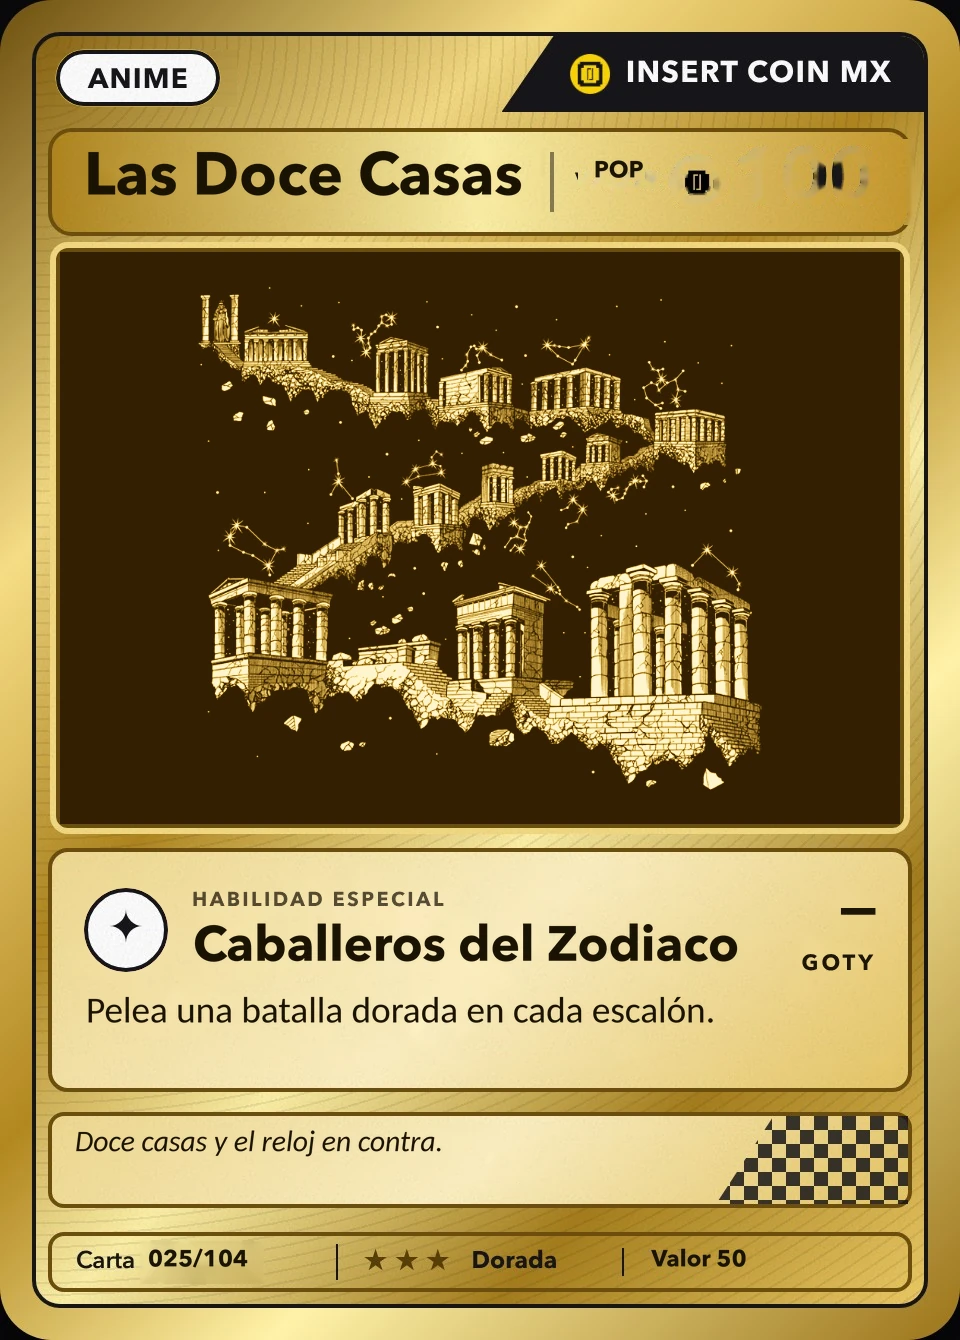 ANIME
INSERT COIN MX
Las Doce Casas
POP
HABILIDAD ESPECIAL
Caballeros del Zodiaco
—
GOTY
Pelea una batalla dorada en cada escalón.
Doce casas y el reloj en contra.
Carta 025/104 ★★★ Dorada Valor 50